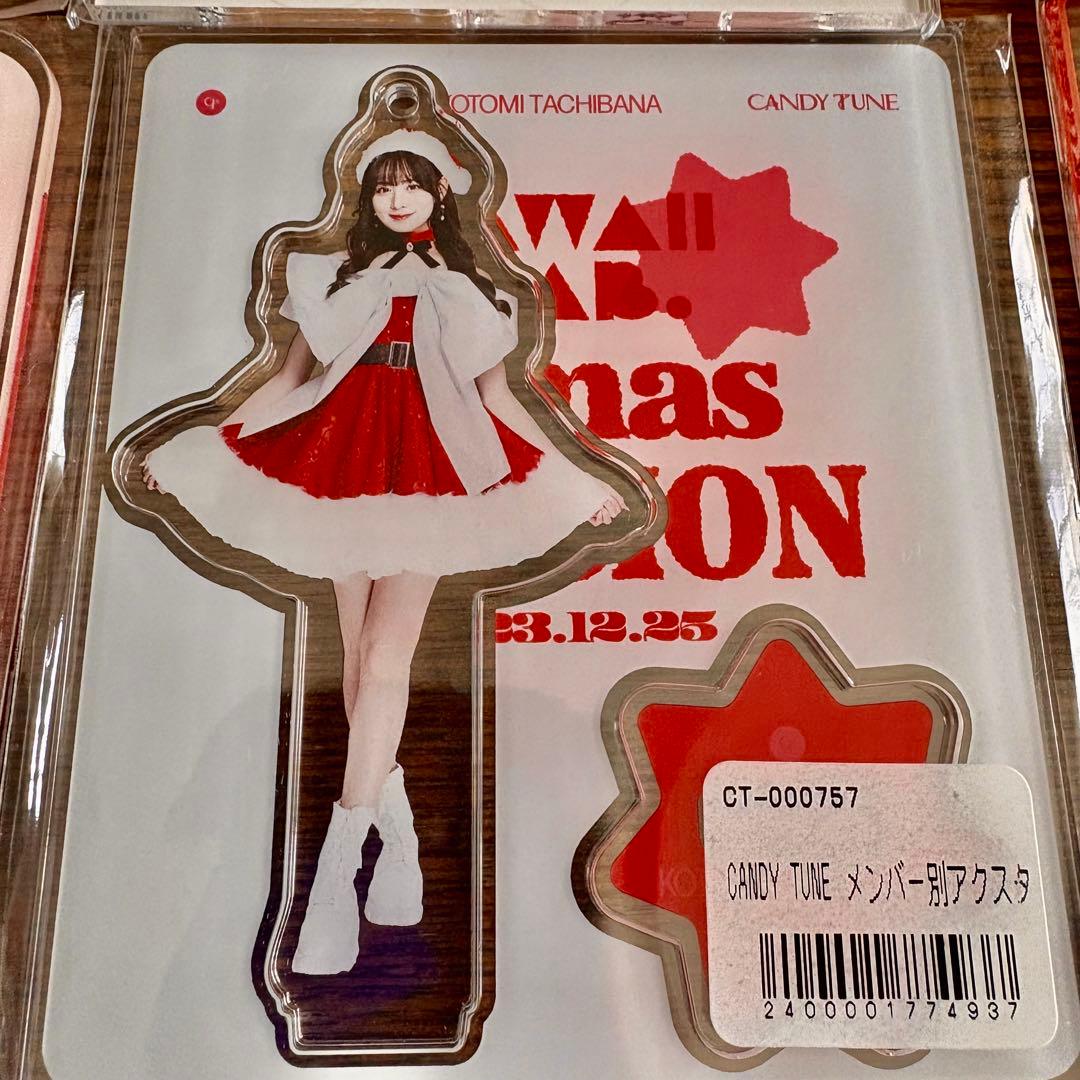 OTOMI TACHIBANA
CANDY TUNE
AWAII
AB.
mas
ION
23.12.25
CT-000757
CANDY TUNE メンバー別アクスタ
2400001774937